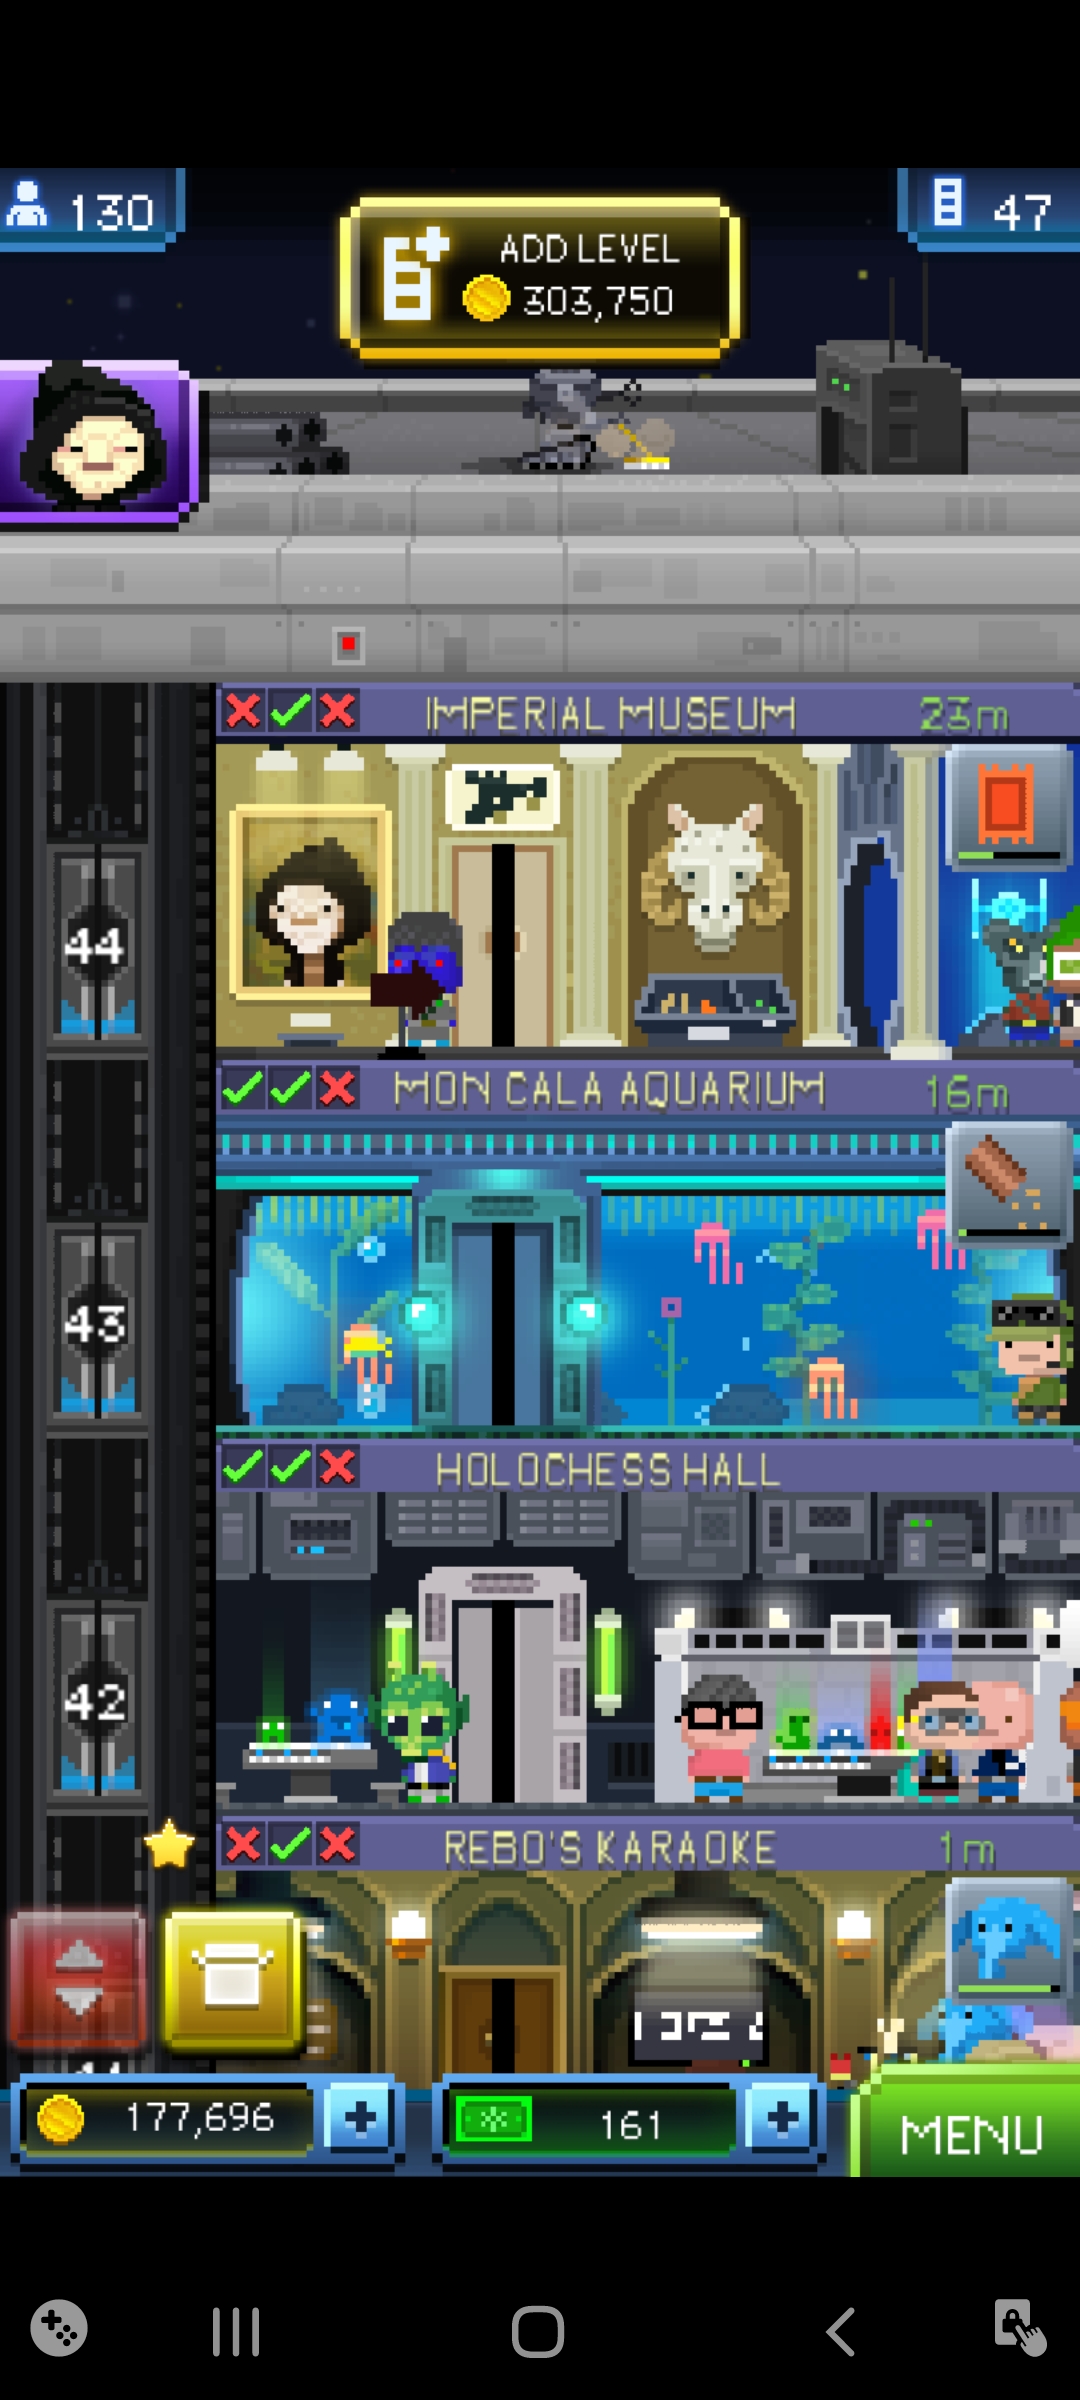 130
ADD LEVEL
303,750
47
IMPERIAL MUSEUM 23m
44
MON CALA AQUARIUM 16m
43
HOLOCHESS HALL
42
REBO'S KARAOKE 1m
177,696
161
MENU